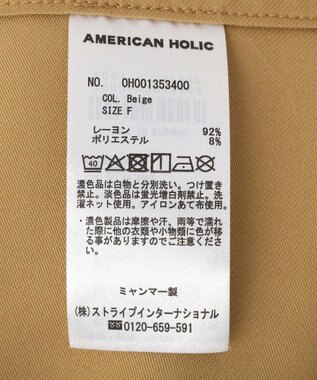 AMERICAN HOLIC
NO. 0H001353400
COL. Beige
SIZE F
レーヨン 92%
ポリエステル 8%
40
濃色品は白物と分別洗い。つけ置き
禁止。淡色品は蛍光増白剤禁止。洗
濯ネット使用。アイロンあて布使用。
・濃色製品は摩擦や汗、雨等で濡れ
た際に他の衣類や小物類に色が移
る事がありますのでご注意くださ
い。
ミャンマー製
(株)ストライプインターナショナル
0120-659-591